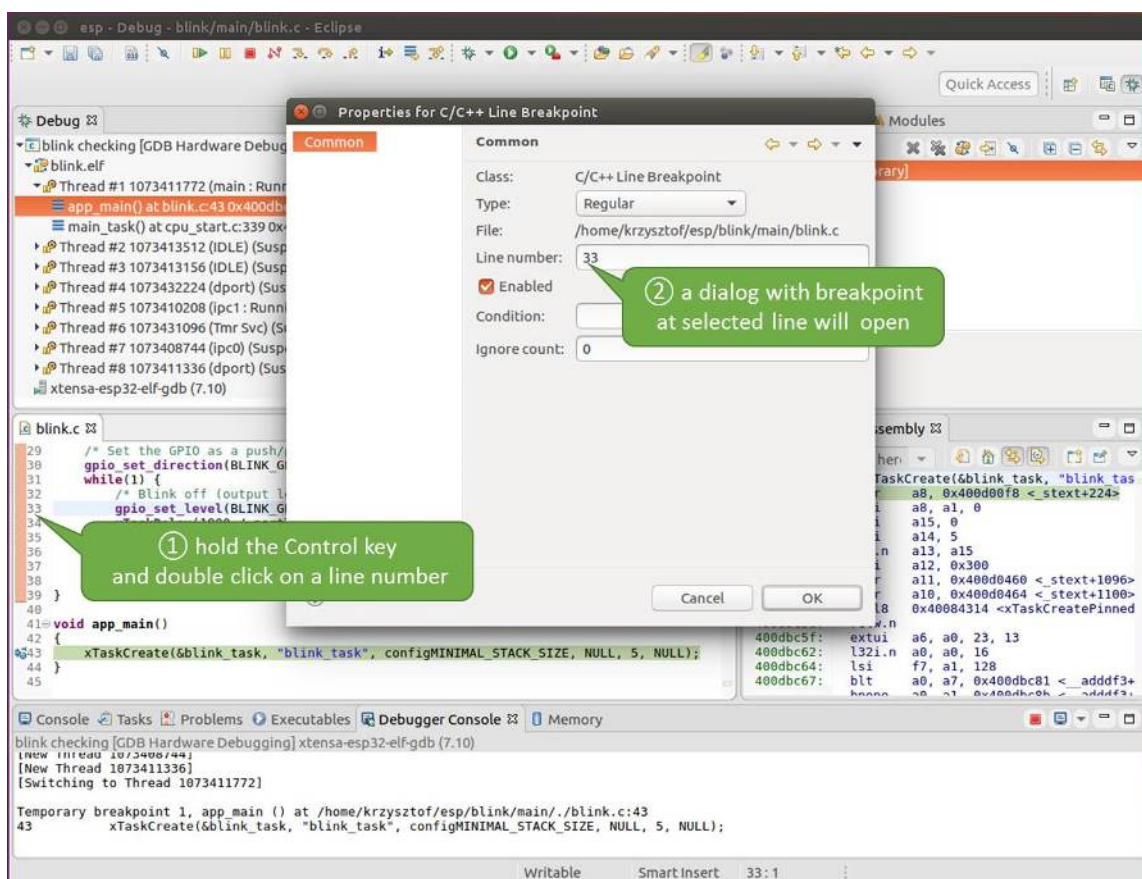 esp - Debug - blink/main/blink.c - Eclipse
Quick Access
Debug
blink checking [GDB Hardware Debug
blink.elf
Thread #1 1073411772 (main : Runn
app_main() at blink.c:43 0x400db
main_task() at cpu_start.c:339 0x
Thread #2 1073413512 (IDLE) (Susp
Thread #3 1073413156 (IDLE) (Susp
Thread #4 1073432224 (dport) (Sus
Thread #5 1073410208 (ipc1 : Runni
Thread #6 1073431096 (Tmr Svc) (S
Thread #7 1073408744 (ipc0) (Susp
Thread #8 1073411336 (dport) (Sus
xtensa-esp32-elf-gdb (7.10)
Properties for C/C++ Line Breakpoint
Common
Common
Class: C/C++ Line Breakpoint
Type: Regular
File: /home/krzysztof/esp/blink/main/blink.c
Line number: 33
Enabled
Condition:
Ignore count: 0
② a dialog with breakpoint
at selected line will open
Cancel OK
Modules
rary]
blink.c
29 /* Set the GPIO as a push/
30 gpio_set_direction(BLINK_G
31 while(1) {
32 /* Blink off (output l
33 gpio_set_level(BLINK_G
34
35
36
37
38
39 }
40
41 void app_main()
42 {
43 xTaskCreate(&blink_task, "blink_task", configMINIMAL_STACK_SIZE, NULL, 5, NULL);
44 }
45
① hold the Control key
and double click on a line number
sembly
her
TaskCreate(&blink_task, "blink_tas
r a8, 0x400d00f8 <_stext+224>
i a8, a1, 0
i a15, 0
i a14, 5
.n a13, a15
i a12, 0x300
r a11, 0x400d0460 <_stext+1096>
r a10, 0x400d0464 <_stext+1100>
l8 0x40084314 <xTaskCreatePinned
400dbc5f: extui a6, a0, 23, 13
400dbc62: l32i.n a0, a0, 16
400dbc64: lsi f7, a1, 128
400dbc67: blt a0, a7, 0x400dbc81 <__adddf3+
Console Tasks Problems Executables Debugger Console Memory
blink checking [GDB Hardware Debugging] xtensa-esp32-elf-gdb (7.10)
[New Thread 1073408744]
[New Thread 1073411336]
[Switching to Thread 1073411772]
Temporary breakpoint 1, app_main () at /home/krzysztof/esp/blink/main/./blink.c:43
43 xTaskCreate(&blink_task, "blink_task", configMINIMAL_STACK_SIZE, NULL, 5, NULL);
Writable Smart Insert 33 : 1